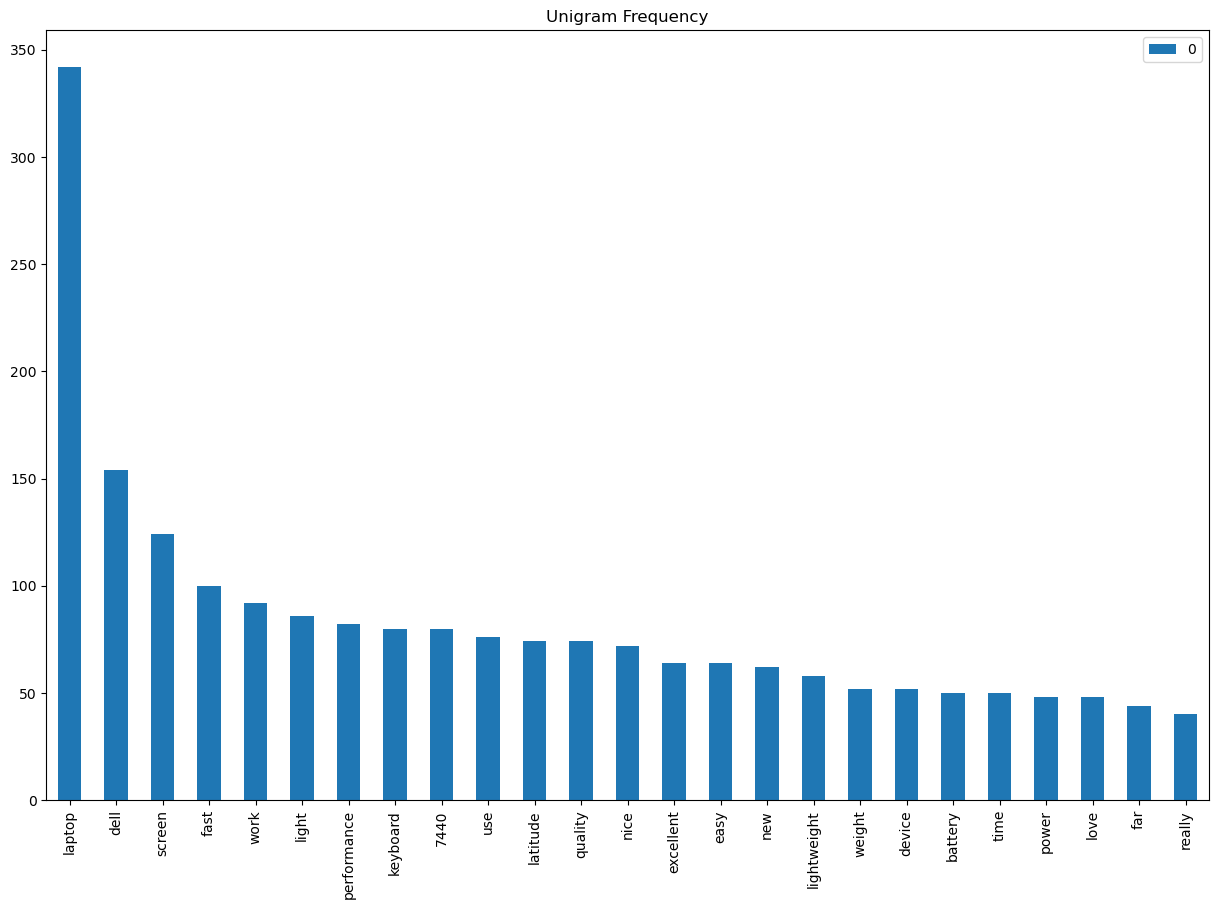 Unigram Frequency
0
350
300
250
200
150
100
50
0
laptop
dell
screen
fast
work
light
performance
keyboard
7440
use
latitude
quality
nice
excellent
easy
new
lightweight
weight
device
battery
time
power
love
far
really